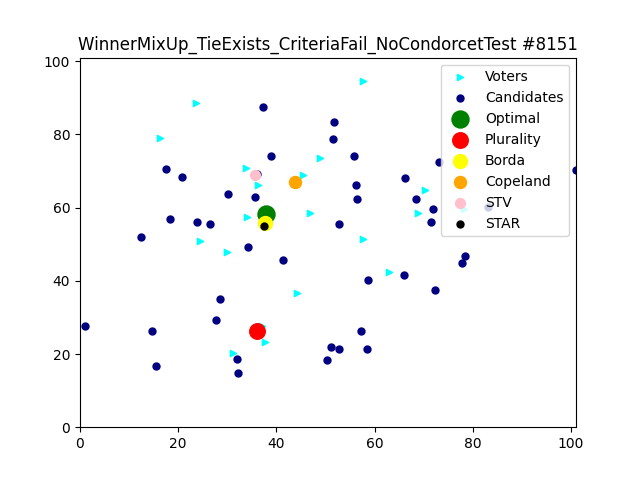 WinnerMixUp_TieExists_CriteriaFail_NoCondorcetTest #8151
100
80
60
40
20
0
0 20 40 60 80 100
Voters
Candidates
Optimal
Plurality
Borda
Copeland
STV
STAR